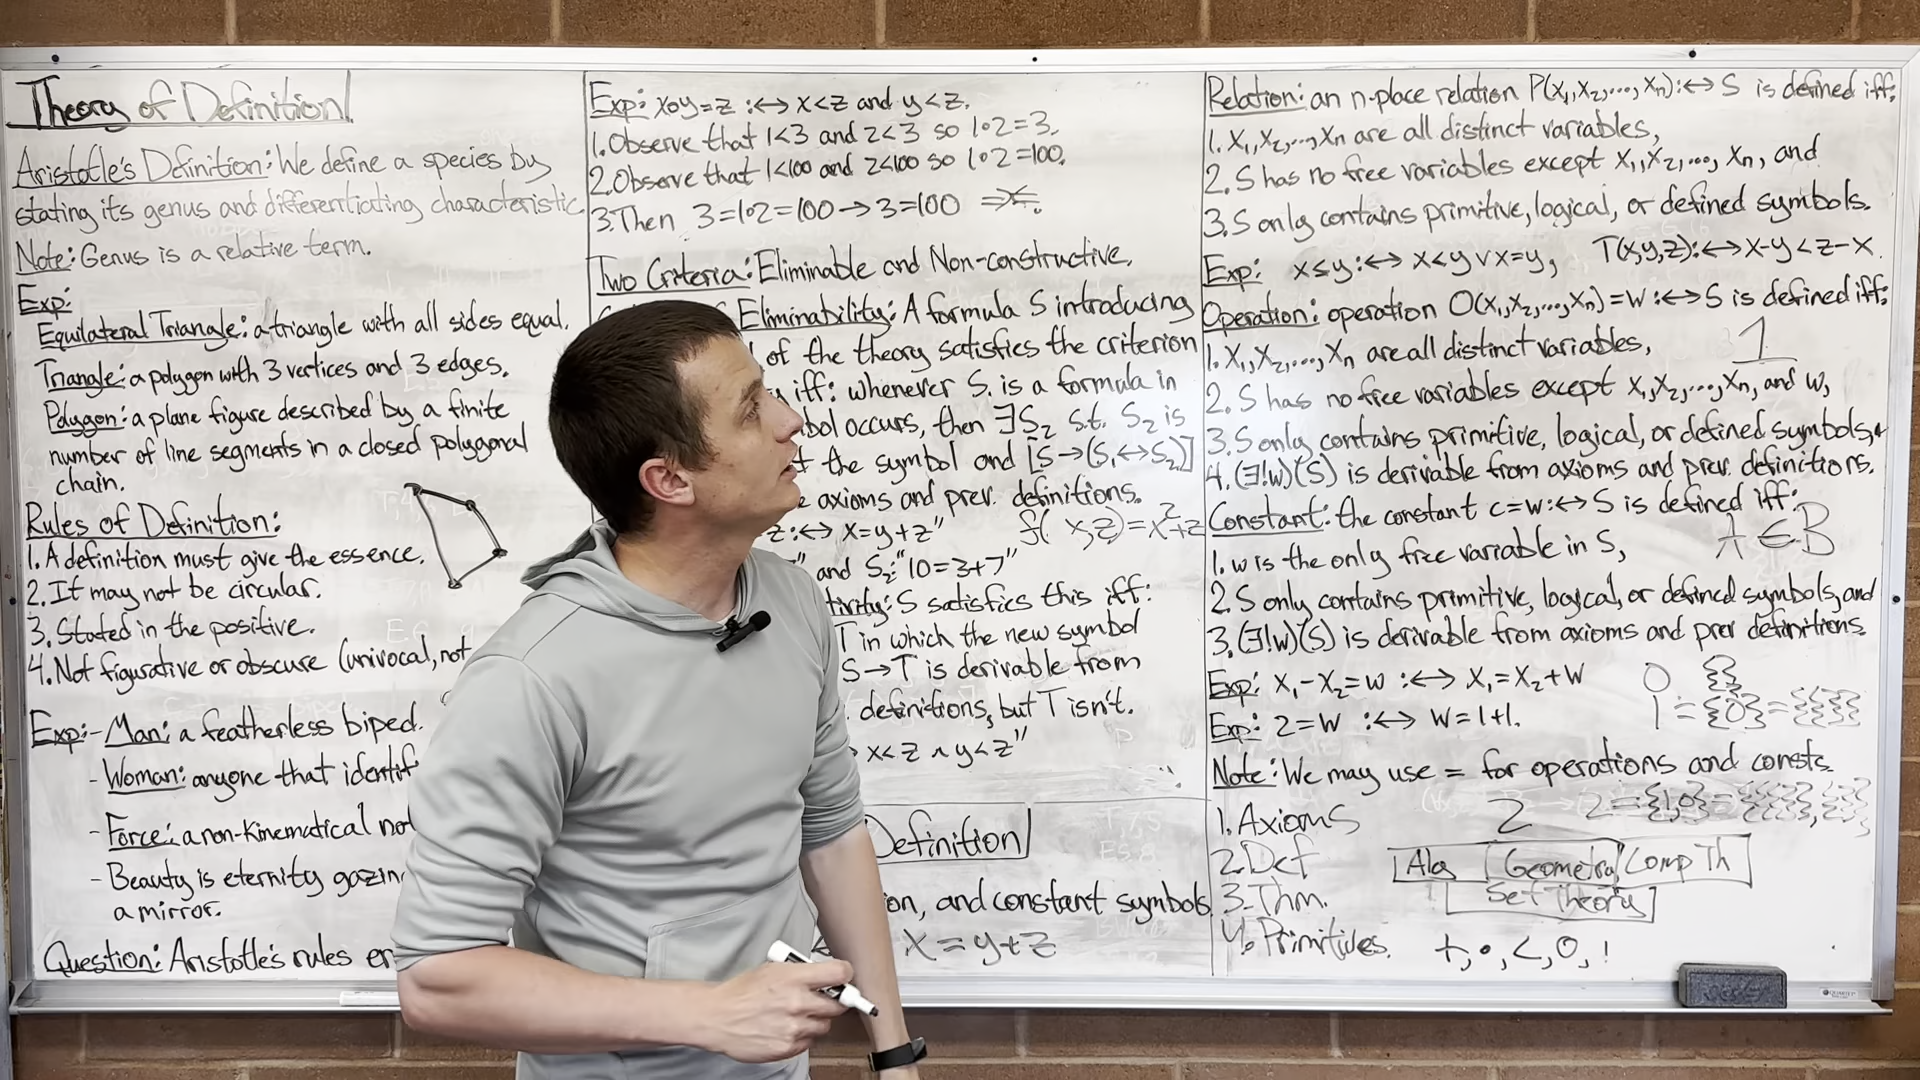 Theory of Definition
Aristotle's Definition: We define a species by
stating its genus and differentiating characteristic.
Note: Genus is a relative term.
Exp:
Equilateral Triangle: a triangle with all sides equal.
Triangle: a polygon with 3 vertices and 3 edges.
Polygon: a plane figure described by a finite
number of line segments in a closed polygonal
chain.
Rules of Definition:
1. A definition must give the essence.
2. It may not be circular.
3. Stated in the positive.
4. Not figurative or obscure (univocal, not
Exp: - Man: a featherless biped.
- Woman: anyone that identif
- Force: a non-kinematical not
- Beauty is eternity gazin
a mirror.
Question: Aristotle's rules
Exp: x∘y=z :↔ x<z and y<z.
1. Observe that 1<3 and 2<3 so 1∘2=3.
2. Observe that 1<100 and 2<100 so 1∘2=100.
3. Then 3=1∘2=100 → 3=100
Two Criteria: Eliminable and Non-constructive.
Eliminability: A formula S introducing
of the theory satisfies the criterion
iff: whenever S₁ is a formula in
bol occurs, then ∃S₂ s.t. S₂ is
the symbol and [S→(S₁↔S₂)]
axioms and prev. definitions.
z :↔ x=y+z"
f(x,z)=x²+z
" and S₂: "10=3+7"
tivity: S satisfies this iff:
T in which the new symbol
S→T is derivable from
definitions, but T isn't.
x<z ∧ y<z"
Definition
on, and constant symbols
x=y+z
Relation: an n-place relation P(x₁,x₂,...,xₙ):↔ S is defined iff:
1. x₁,x₂,...,xₙ are all distinct variables,
2. S has no free variables except x₁,x₂,...,xₙ, and
3. S only contains primitive, logical, or defined symbols.
Exp: x≤y :↔ x<y ∨ x=y, T(x,y,z):↔ x-y<z-x.
Operation: operation O(x₁,x₂,...,xₙ)=w :↔ S is defined iff:
1. x₁,x₂,...,xₙ are all distinct variables,
1
2. S has no free variables except x₁,x₂,...,xₙ, and w,
3. S only contains primitive, logical, or defined symbols,
4. (∃!w)(S) is derivable from axioms and prev. definitions.
Constant: the constant c=w :↔ S is defined iff:
1. w is the only free variable in S,
A∈B
2. S only contains primitive, logical, or defined symbols, and
3. (∃!w)(S) is derivable from axioms and prev definitions.
Exp: x₁-x₂=w :↔ x₁=x₂+w
0 {}
Exp: 2=w :↔ w=1+1.
1={0}={{}}
Note: We may use = for operations and consts.
1. Axioms
2 2={1,0}=
2. Def
Alg Geometry Comp Th
3. Thm.
Set Theory
4. Primitives.
+, ∘, <, 0, 1